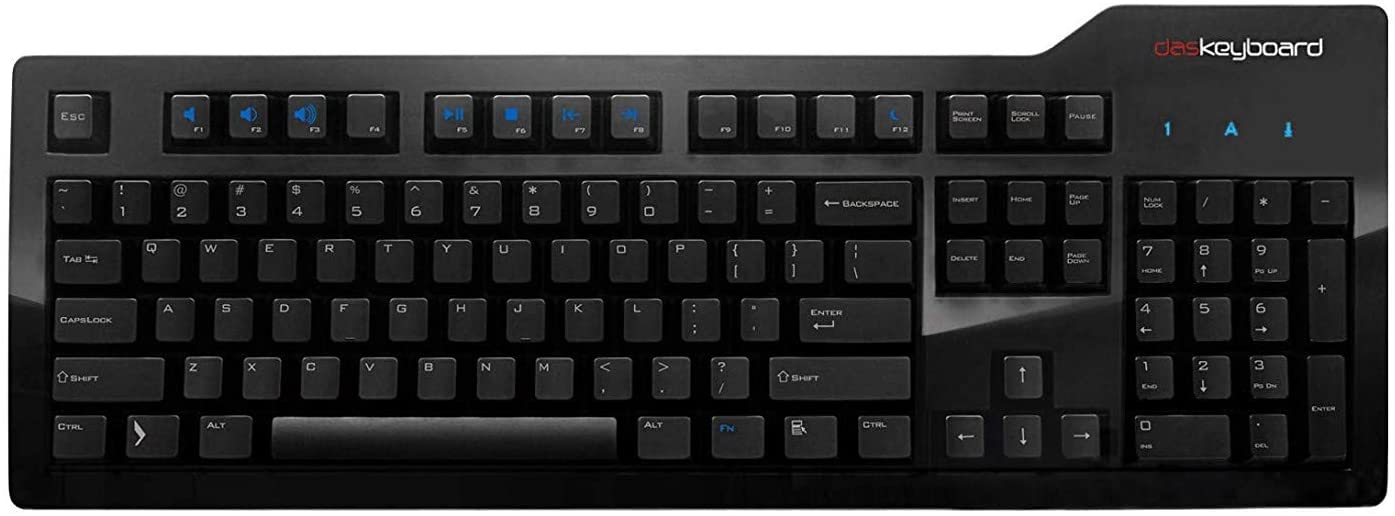 daskeyboard
Esc F1 F2 F3 F4 F5 F6 F7 F8 F9 F10 F11 F12 Print Screen Scroll Lock Pause
1 A
~ ` ! 1 @ 2 # 3 $ 4 % 5 ^ 6 & 7 * 8 ( 9 ) 0 _ - + = ← Backspace Insert Home Page Up Num Lock / * −
Tab Q W E R T Y U I O P { [ } ] ¦ \ Delete End Page Down 7 Home 8 ↑ 9 Pg Up +
CapsLock A S D F G H J K L : ; " ' Enter 4 ← 5 6 →
⇧ Shift Z X C V B N M < , > . ? / ⇧ Shift ↑ 1 End 2 ↓ 3 Pg Dn Enter
Ctrl Alt Alt Fn Ctrl ← ↓ → 0 Ins . Del